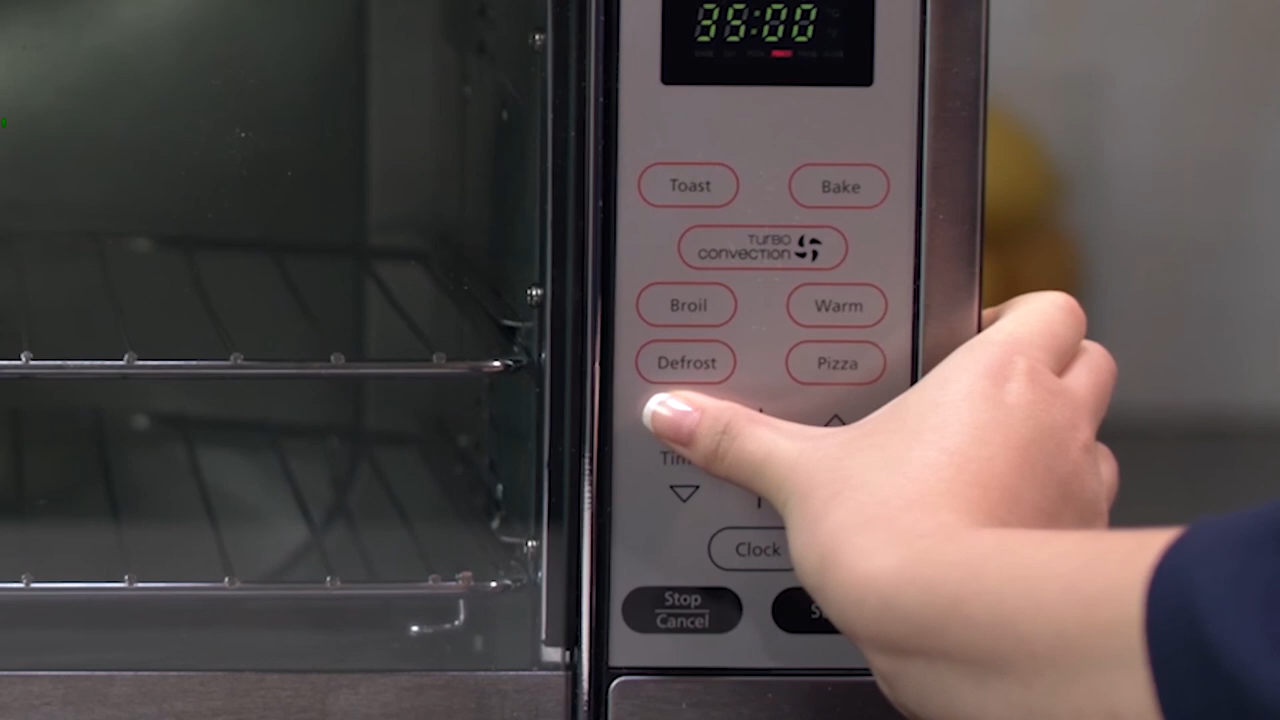 35:00
Toast
Bake
TURBO
CONVECTION
Broil
Warm
Defrost
Pizza
Clock
Stop
Cancel